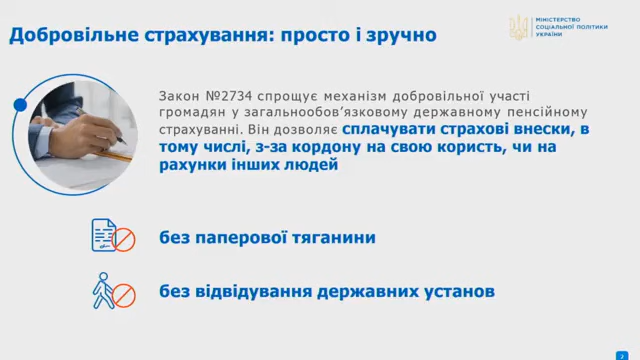 Добровільне страхування: просто і зручно
МІНІСТЕРСТВО
СОЦІАЛЬНОЇ ПОЛІТИКИ
УКРАЇНИ
Закон №2734 спрощує механізм добровільної участі
громадян у загальнообов’язковому державному пенсійному
страхуванні. Він дозволяє сплачувати страхові внески, в
тому числі, з-за кордону на свою користь, чи на
рахунки інших людей
без паперової тяганини
без відвідування державних установ
7